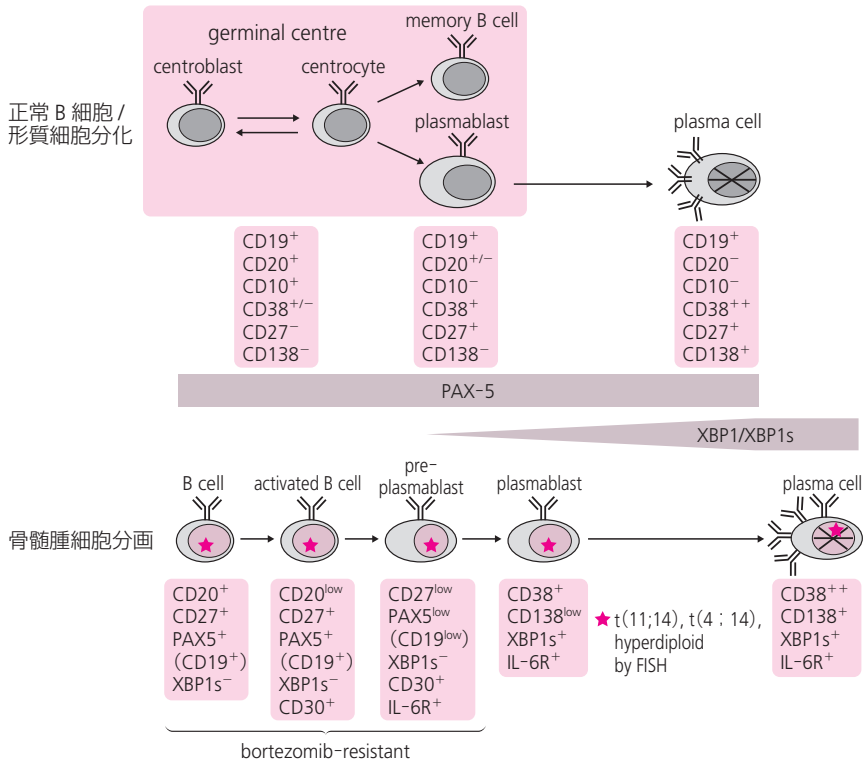 germinal centre
memory B cell
centroblast
centrocyte
正常 B 細胞 /
形質細胞分化
plasmablast
plasma cell
CD19⁺
CD20⁺
CD10⁺
CD38⁺/⁻
CD27⁻
CD138⁻
CD19⁺
CD20⁺/⁻
CD10⁻
CD38⁺
CD27⁺
CD138⁻
CD19⁺
CD20⁻
CD10⁻
CD38⁺⁺
CD27⁺
CD138⁺
PAX-5
XBP1/XBP1s
骨髄腫細胞分画
B cell
activated B cell
pre-
plasmablast
plasmablast
plasma cell
CD20⁺
CD27⁺
PAX5⁺
(CD19⁺)
XBP1s⁻
CD20ˡᵒʷ
CD27⁺
PAX5⁺
(CD19⁺)
XBP1s⁻
CD30⁺
CD27ˡᵒʷ
PAX5ˡᵒʷ
(CD19ˡᵒʷ)
XBP1s⁻
CD30⁺
IL-6R⁺
CD38⁺
CD138ˡᵒʷ
XBP1s⁺
IL-6R⁺
★ t(11;14), t(4;14),
hyperdiploid
by FISH
CD38⁺⁺
CD138⁺
XBP1s⁺
IL-6R⁺
bortezomib-resistant